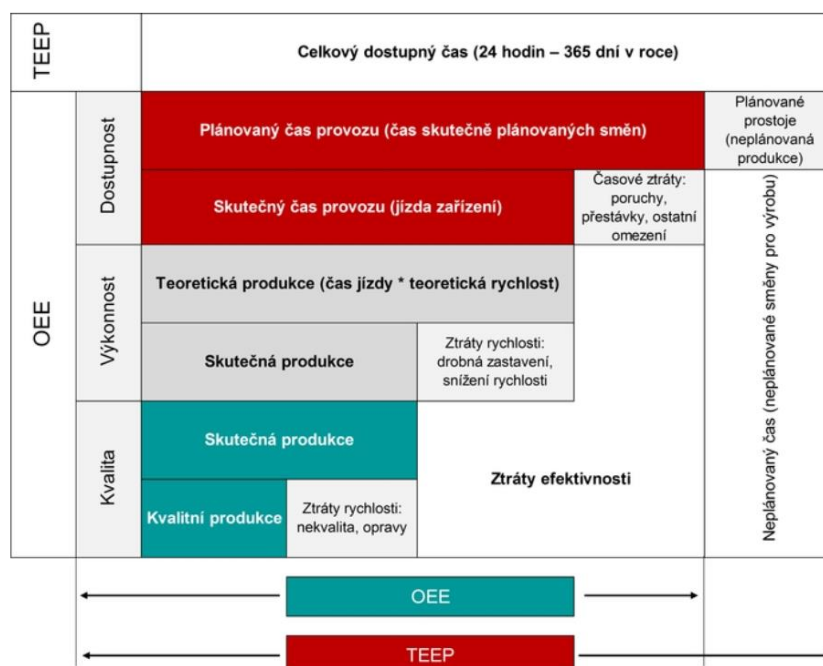 TEEP
Celkový dostupný čas (24 hodin – 365 dní v roce)
OEE
Dostupnost
Plánovaný čas provozu (čas skutečně plánovaných směn)
Plánované
prostoje
(neplánovaná
produkce)
Skutečný čas provozu (jízda zařízení)
Časové ztráty:
poruchy,
přestávky, ostatní
omezení
Neplánovaný čas (neplánované směny pro výrobu)
Výkonnost
Teoretická produkce (čas jízdy * teoretická rychlost)
Skutečná produkce
Ztráty rychlosti:
drobná zastavení,
snížení rychlosti
Kvalita
Skutečná produkce
Ztráty efektivnosti
Kvalitní produkce
Ztráty rychlosti:
nekvalita, opravy
OEE
TEEP